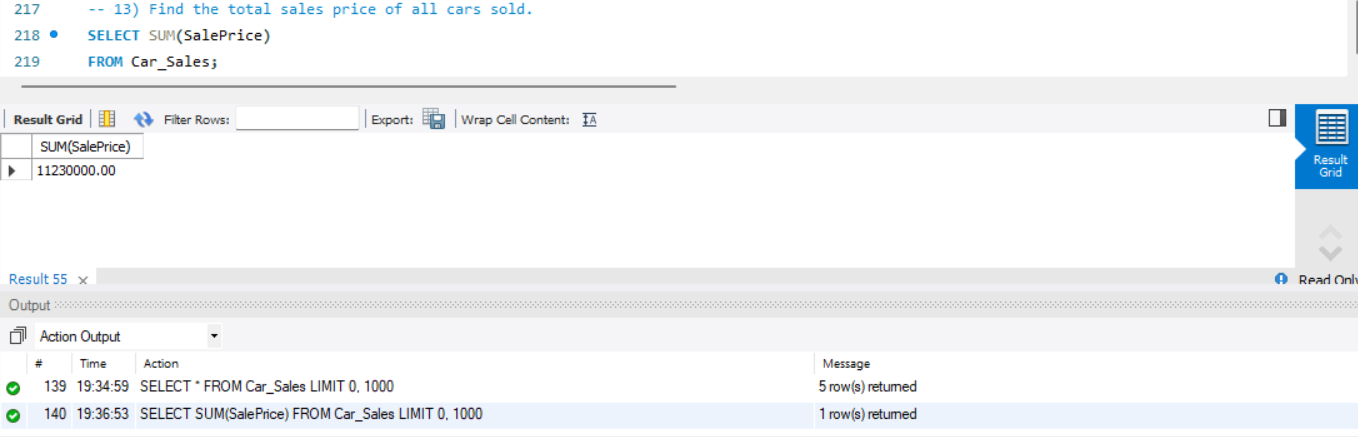 217 -- 13) Find the total sales price of all cars sold.
218 SELECT SUM(SalePrice)
219 FROM Car_Sales;
Result Grid Filter Rows: Export: Wrap Cell Content: IA
SUM(SalePrice)
11230000.00
Result
Grid
Result 55 × Read Only
Output
Action Output
# Time Action Message
139 19:34:59 SELECT * FROM Car_Sales LIMIT 0, 1000 5 row(s) returned
140 19:36:53 SELECT SUM(SalePrice) FROM Car_Sales LIMIT 0, 1000 1 row(s) returned